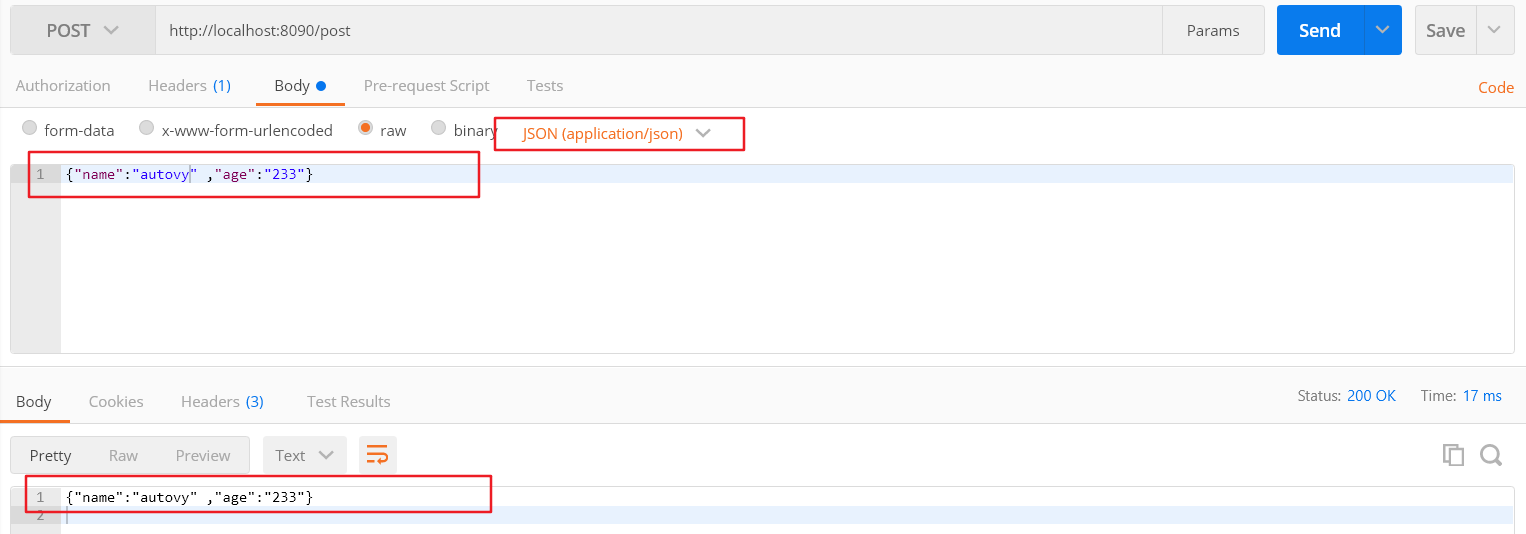 POST http://localhost:8090/post Params Send Save
Authorization Headers (1) Body Pre-request Script Tests Code
form-data x-www-form-urlencoded raw binary JSON (application/json)
1 {"name":"autovy" ,"age":"233"}
Body Cookies Headers (3) Test Results Status: 200 OK Time: 17 ms
Pretty Raw Preview Text
1 {"name":"autovy" ,"age":"233"}
2